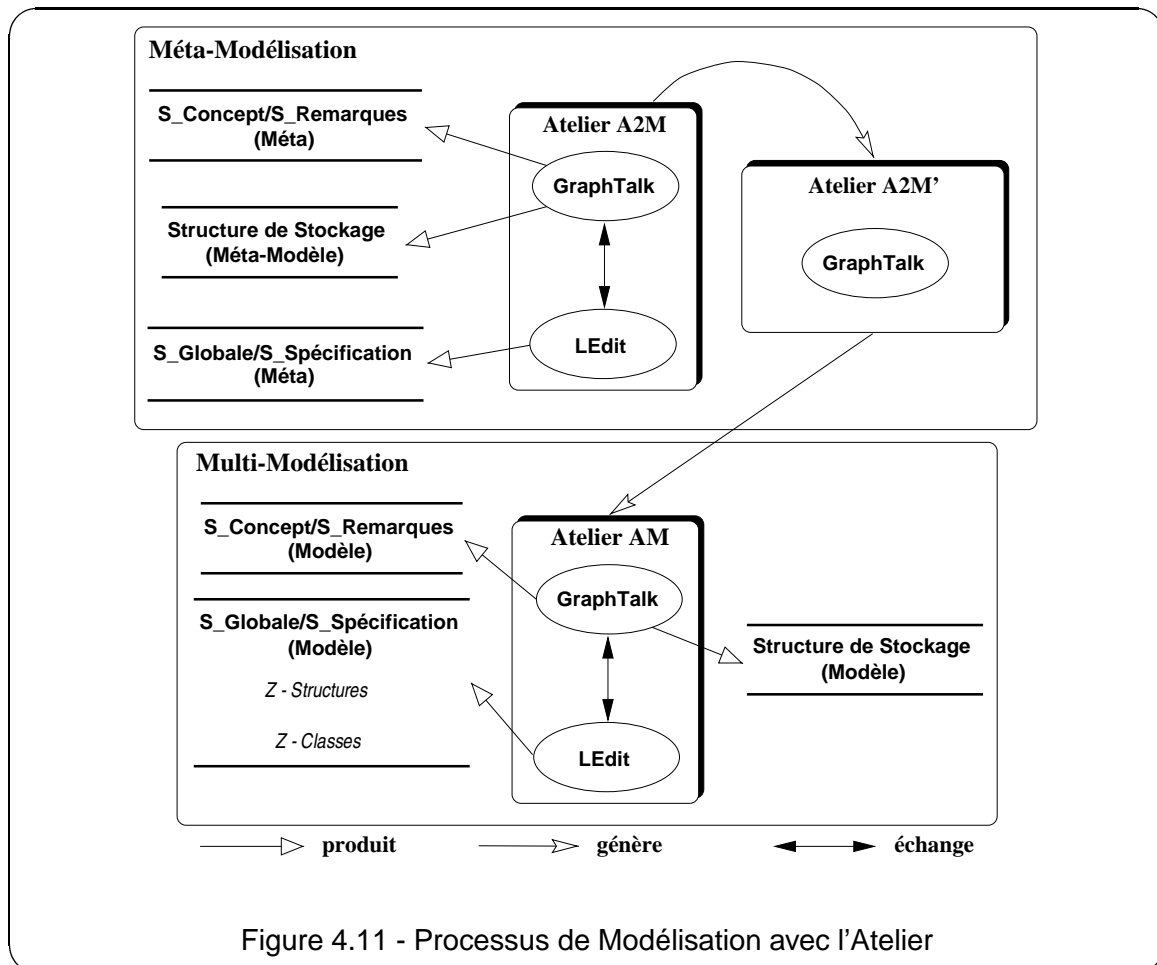 Méta-Modélisation
S_Concept/S_Remarques
(Méta)
Structure de Stockage
(Méta-Modèle)
S_Globale/S_Spécification
(Méta)
Atelier A2M
GraphTalk
LEdit
Atelier A2M’
GraphTalk
Multi-Modélisation
S_Concept/S_Remarques
(Modèle)
S_Globale/S_Spécification
(Modèle)
Z - Structures
Z - Classes
Atelier AM
GraphTalk
LEdit
Structure de Stockage
(Modèle)
produit génère échange
Figure 4.11 - Processus de Modélisation avec l’Atelier